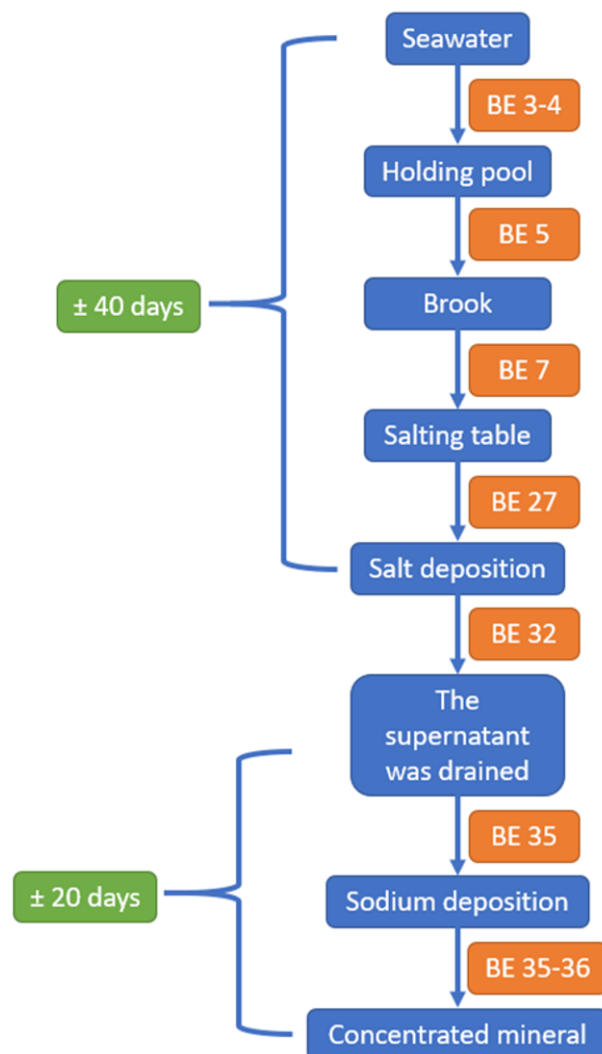 Seawater
BE 3-4
Holding pool
BE 5
± 40 days
Brook
BE 7
Salting table
BE 27
Salt deposition
BE 32
The
supernatant
was drained
BE 35
± 20 days
Sodium deposition
BE 35-36
Concentrated mineral